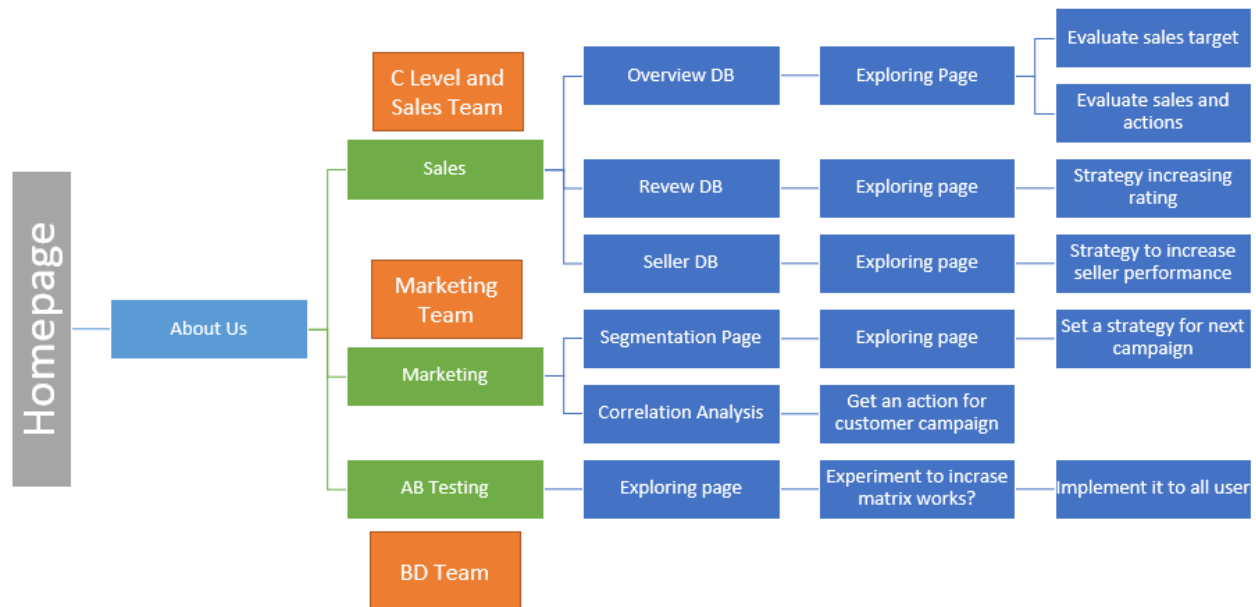 Homepage
About Us
C Level and
Sales Team
Sales
Overview DB
Exploring Page
Evaluate sales target
Evaluate sales and
actions
Revew DB
Exploring page
Strategy increasing
rating
Seller DB
Exploring page
Strategy to increase
seller performance
Marketing
Team
Marketing
Segmentation Page
Exploring page
Set a strategy for next
campaign
Correlation Analysis
Get an action for
customer campaign
AB Testing
Exploring page
Experiment to incrase
matrix works?
Implement it to all user
BD Team